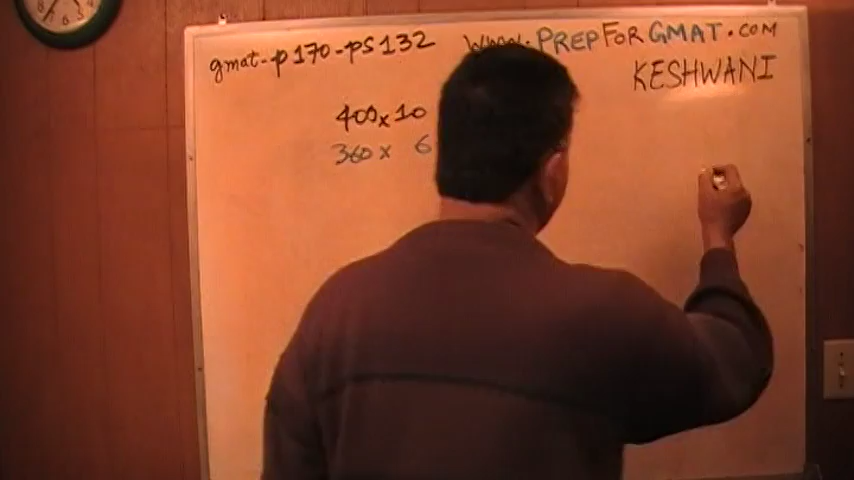 gmat-p170-PS132
www.PREPFORGMAT.COM
KESHWANI
400x10
360x 6